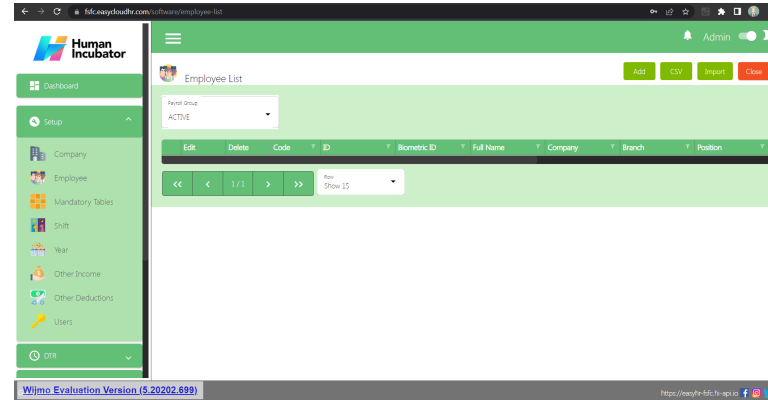 fsfc.easycloudhr.com/software/employee-list
Human
Incubator
Admin
Employee List
Add
CSV
Import
Close
Dashboard
Payroll Group
ACTIVE
Setup
Edit Delete Code ID Biometric ID Full Name Company Branch Position
Company
Employee
<< < 1/1 > >>
Row
Show 15
Mandatory Tables
Shift
Year
Other Income
Other Deductions
Users
DTR
Wijmo Evaluation Version (5.20202.699)
https://easyhr-fsfc.hi-api.io